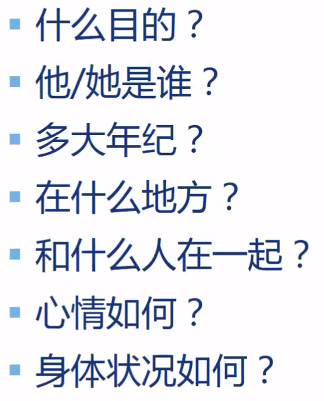 什么目的？
他/她是谁？
多大年纪？
在什么地方？
和什么人在一起？
心情如何？
身体状况如何？